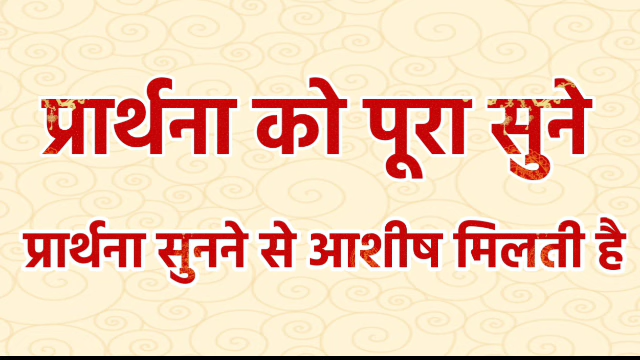 प्रार्थना को पूरा सुने
प्रार्थना सुनने से आशीष मिलती है